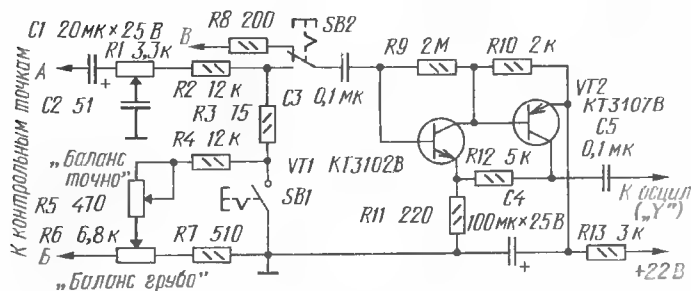 C1 20мк×25В
R1 3,3к
В
R8 200
SB2
R9 2М
R10 2к
А
R2 12к
C2 51
R3 15
C3
0,1мк
VT2
КТ3107В
R4 12к
C5
0,1мк
К контрольным точкам
„Баланс точно"
VT1 КТ3102В
R12 5к
C4
R5 470
SB1
R11 220
100мк×25В
К осцил („Y")
R6 6,8к
R7 510
R13 3к
Б
+22В
„Баланс грубо"